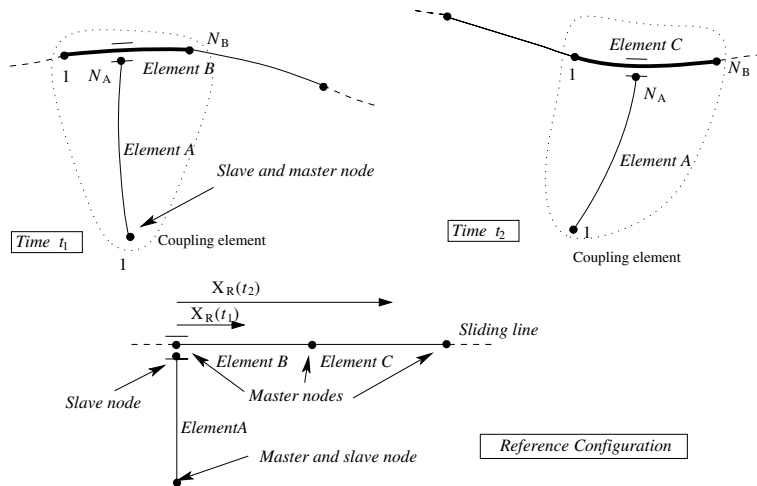 N_B
1
N_A
Element B
Element A
Slave and master node
Time t_1
Coupling element
1
Element C
1
N_B
N_A
Element A
Time t_2
1
Coupling element
X_R(t_2)
X_R(t_1)
Sliding line
Element B
Element C
Slave node
Master nodes
ElementA
Reference Configuration
Master and slave node